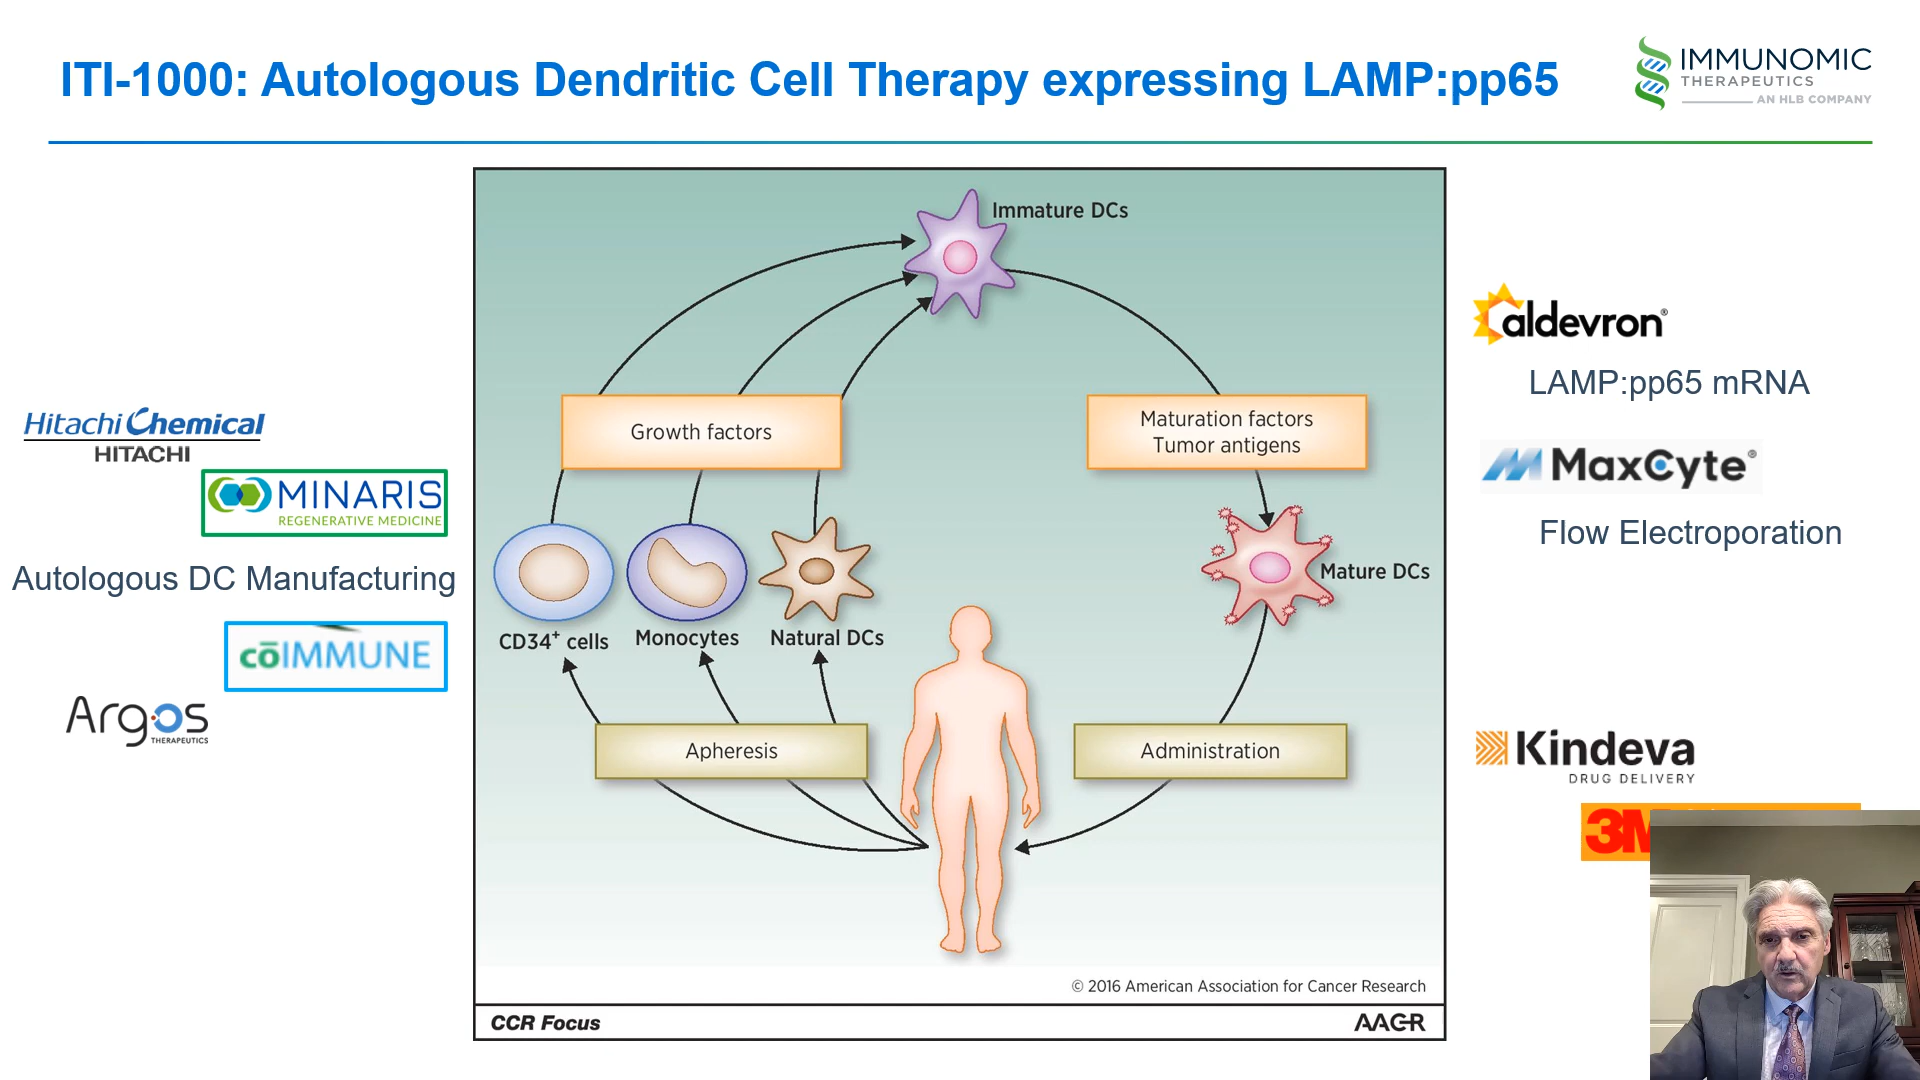 ITI-1000: Autologous Dendritic Cell Therapy expressing LAMP:pp65
IMMUNOMIC
THERAPEUTICS
AN HLB COMPANY
Hitachi Chemical
HITACHI
MINARIS
REGENERATIVE MEDICINE
Autologous DC Manufacturing
cōIMMUNE
Argos
THERAPEUTICS
Immature DCs
Growth factors
Maturation factors
Tumor antigens
CD34⁺ cells
Monocytes
Natural DCs
Mature DCs
Apheresis
Administration
© 2016 American Association for Cancer Research
CCR Focus
AACR
aldevron®
LAMP:pp65 mRNA
MaxCyte®
Flow Electroporation
Kindeva
DRUG DELIVERY
3M